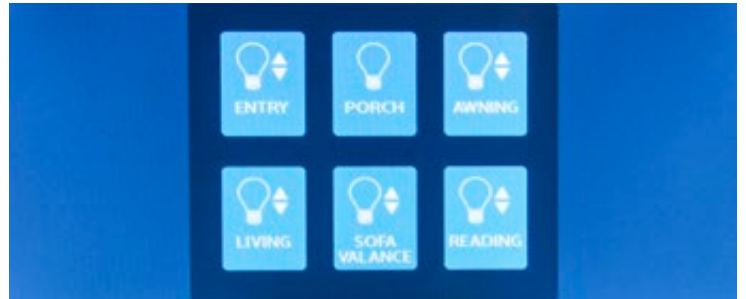 ENTRY
PORCH
AWNING
LIVING
SOFA
VALANCE
READING